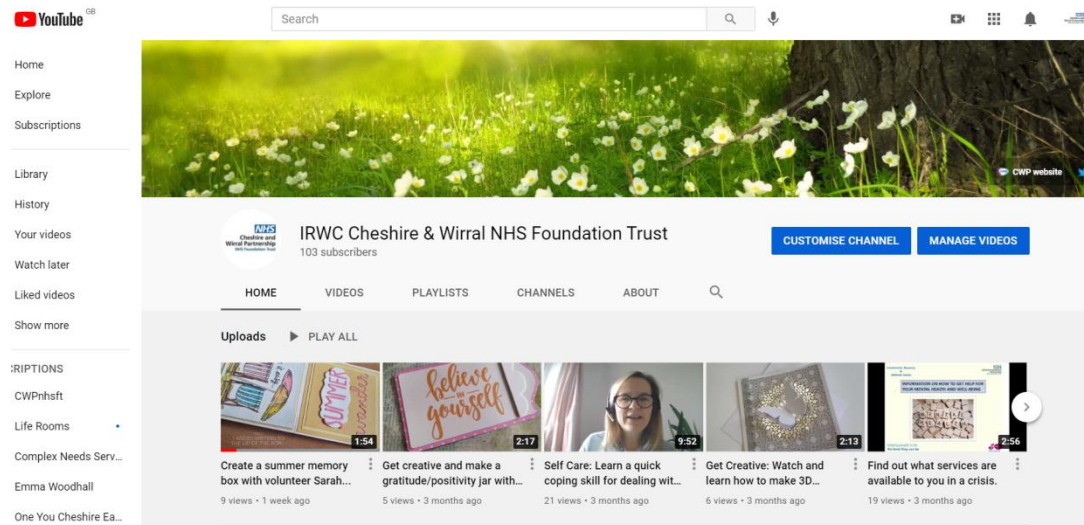 YouTube GB
Search
Home
Explore
Subscriptions
Library
History
Your videos
Watch later
Liked videos
Show more
CRIPTIONS
CWPnhsft
Life Rooms
Complex Needs Serv...
Emma Woodhall
One You Cheshire Ea...
CWP website
NHS
Cheshire and
Wirral Partnership
NHS Foundation Trust
IRWC Cheshire & Wirral NHS Foundation Trust
103 subscribers
CUSTOMISE CHANNEL
MANAGE VIDEOS
HOME VIDEOS PLAYLISTS CHANNELS ABOUT
Uploads PLAY ALL
SUMMER
1:54
believe
in
yourself
2:17
9:52
2:13
INFORMATION ON HOW TO GET HELP FOR
YOUR MENTAL HEALTH AND WELL-BEING
2:56
Create a summer memory
box with volunteer Sarah...
9 views • 1 week ago
Get creative and make a
gratitude/positivity jar with...
5 views • 3 months ago
Self Care: Learn a quick
coping skill for dealing wit...
21 views • 3 months ago
Get Creative: Watch and
learn how to make 3D...
6 views • 3 months ago
Find out what services are
available to you in a crisis.
19 views • 3 months ago